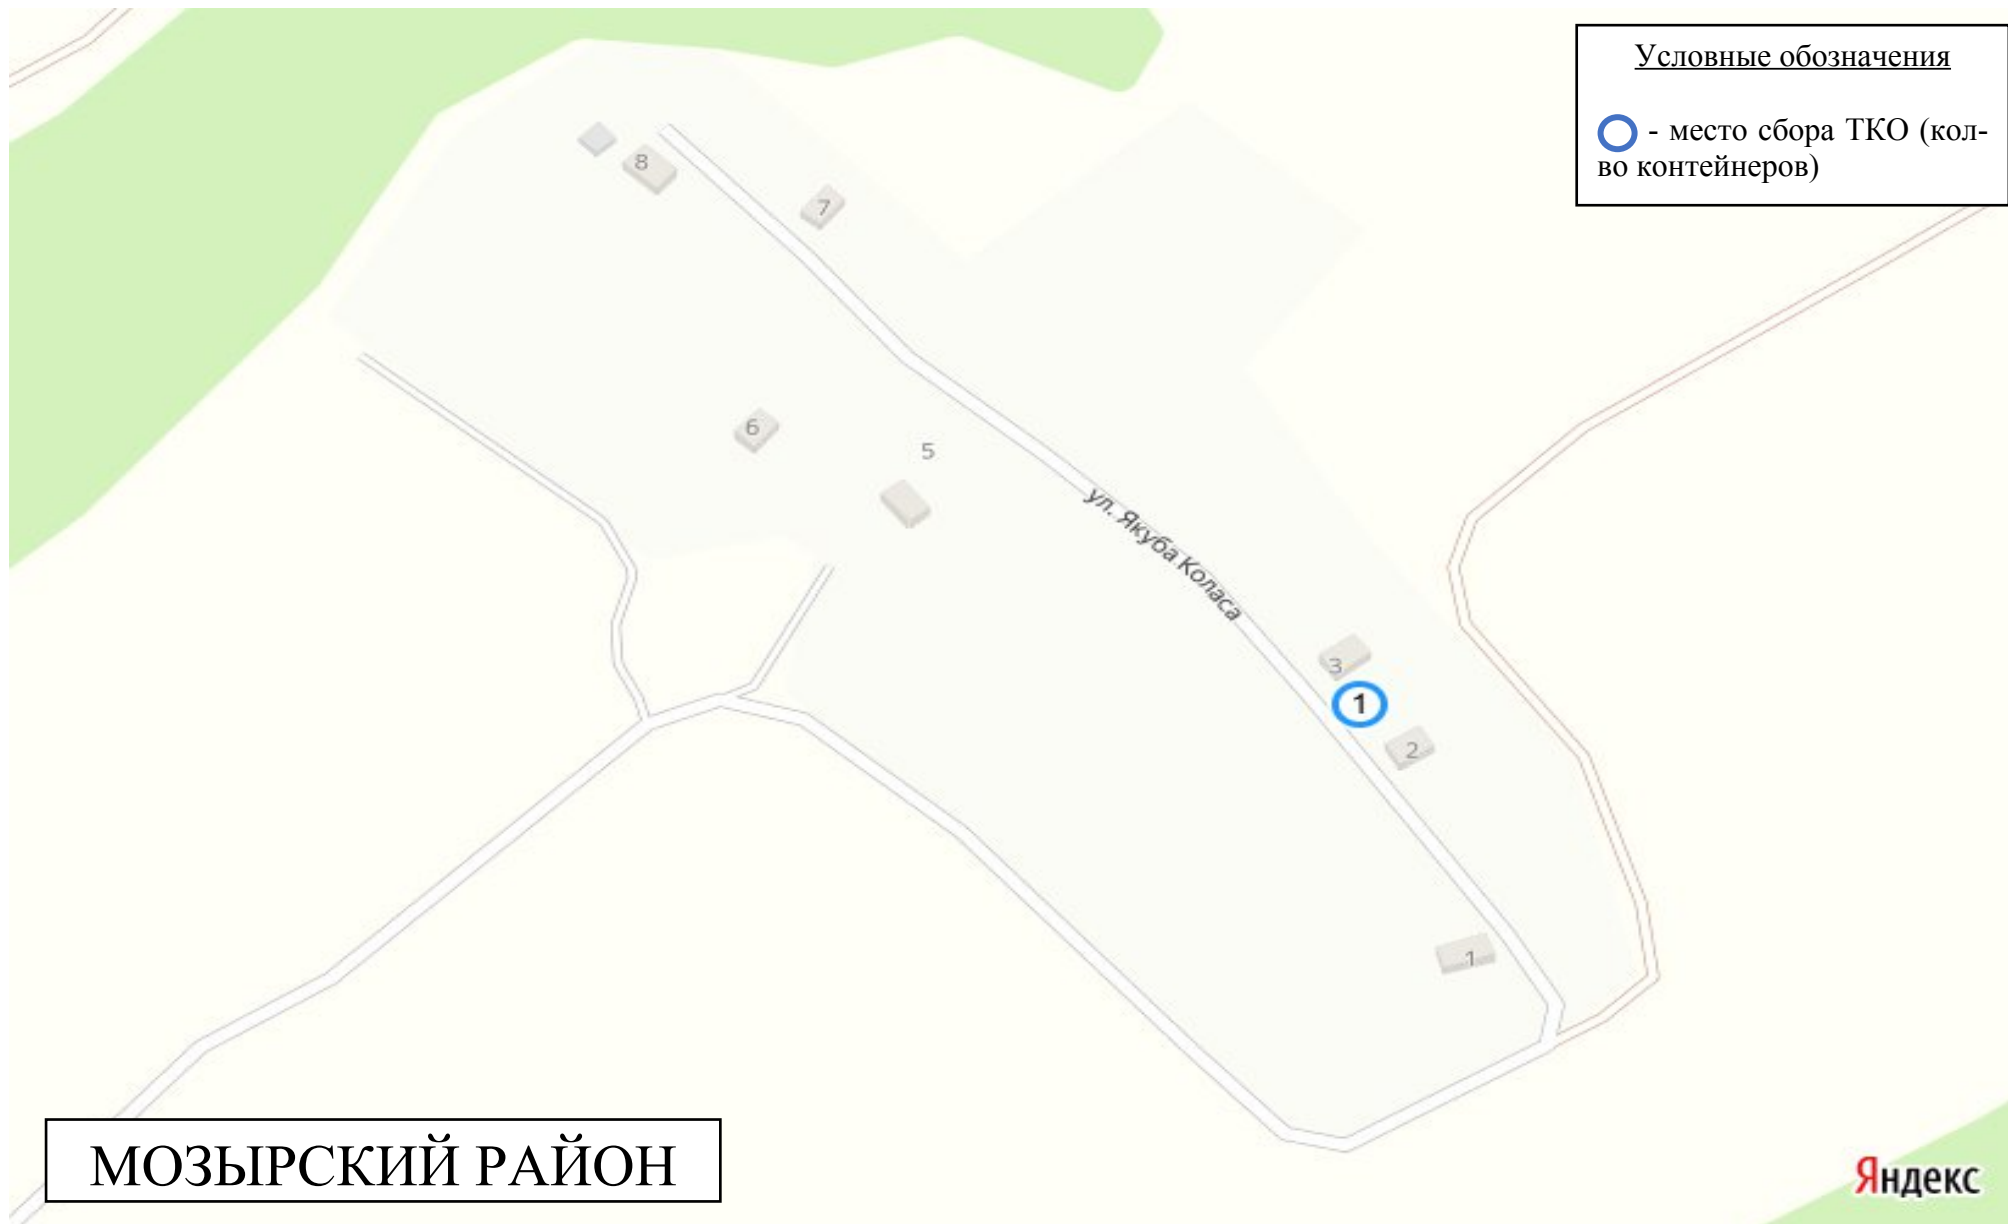 Условные обозначения
- место сбора ТКО (кол-
во контейнеров)
8
7
6
5
ул. Якуба Коласа
3
1
2
1
МОЗЫРСКИЙ РАЙОН
Яндекс